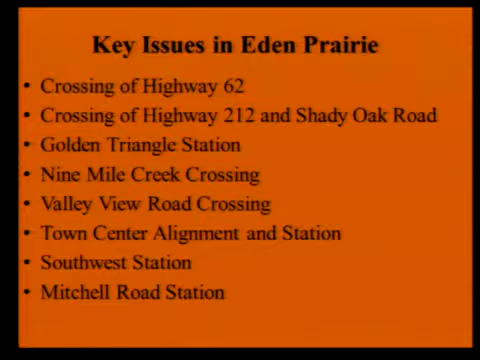 Key Issues in Eden Prairie
• Crossing of Highway 62
• Crossing of Highway 212 and Shady Oak Road
• Golden Triangle Station
• Nine Mile Creek Crossing
• Valley View Road Crossing
• Town Center Alignment and Station
• Southwest Station
• Mitchell Road Station